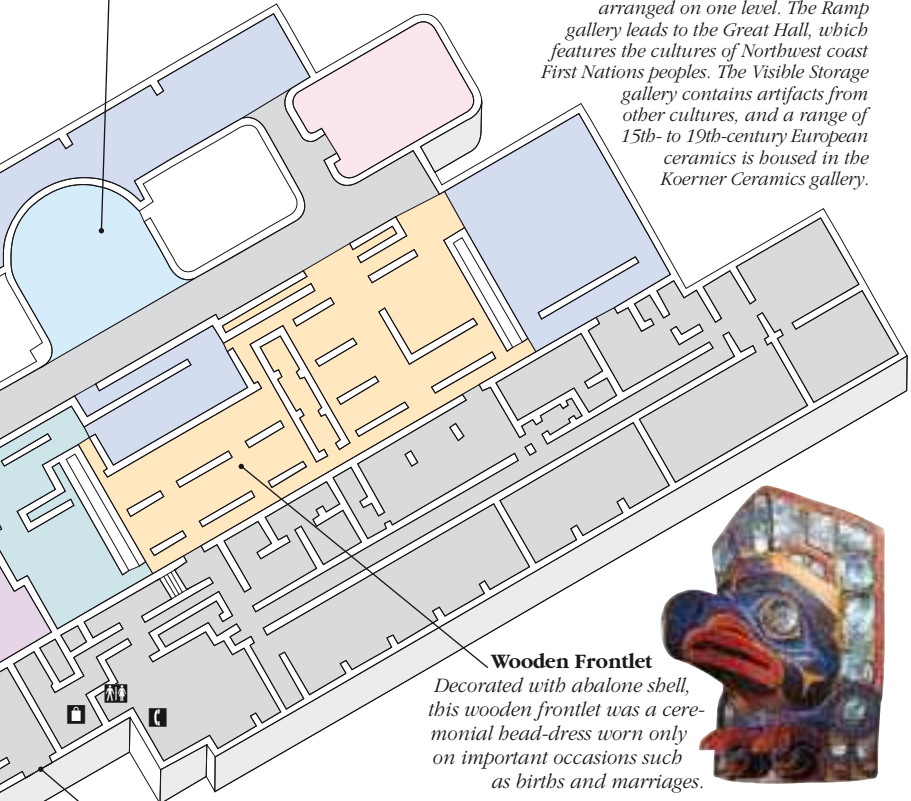 arranged on one level. The Ramp
gallery leads to the Great Hall, which
features the cultures of Northwest coast
First Nations peoples. The Visible Storage
gallery contains artifacts from
other cultures, and a range of
15th- to 19th-century European
ceramics is housed in the
Koerner Ceramics gallery.
Wooden Frontlet
Decorated with abalone shell,
this wooden frontlet was a cere-
monial head-dress worn only
on important occasions such
as births and marriages.